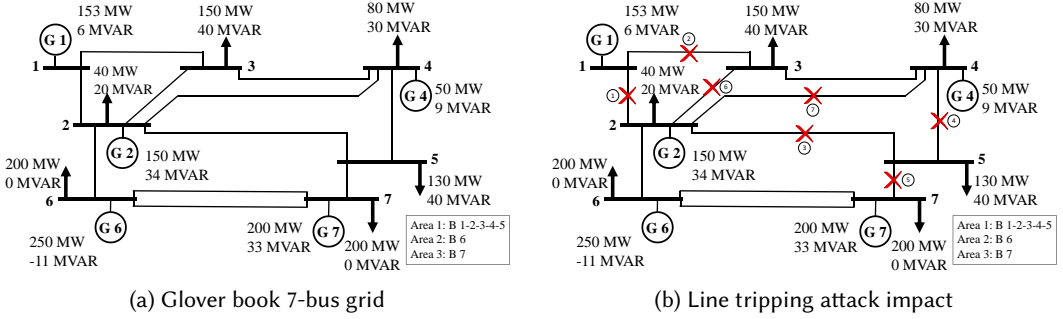 153 MW
6 MVAR
150 MW
40 MVAR
80 MW
30 MVAR
G 1
1
3
4
40 MW
20 MVAR
G 4
50 MW
9 MVAR
2
G 2
150 MW
34 MVAR
5
200 MW
0 MVAR
130 MW
40 MVAR
6
7
G 6
G 7
250 MW
-11 MVAR
200 MW
33 MVAR
200 MW
0 MVAR
Area 1: B 1-2-3-4-5
Area 2: B 6
Area 3: B 7
(a) Glover book 7-bus grid
153 MW
6 MVAR
150 MW
40 MVAR
80 MW
30 MVAR
G 1
2
1
3
4
40 MW
20 MVAR
1
6
7
G 4
50 MW
9 MVAR
4
2
3
G 2
150 MW
34 MVAR
5
200 MW
0 MVAR
5
130 MW
40 MVAR
6
7
G 6
G 7
250 MW
-11 MVAR
200 MW
33 MVAR
200 MW
0 MVAR
Area 1: B 1-2-3-4-5
Area 2: B 6
Area 3: B 7
(b) Line tripping attack impact